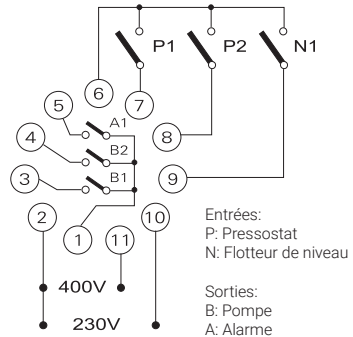 P1 P2 N1
6
7
5
A1
8
4
B2
9
3
B1
2
1
11
10
Entrées:
P: Pressostat
N: Flotteur de niveau
400V
Sorties:
B: Pompe
230V
A: Alarme